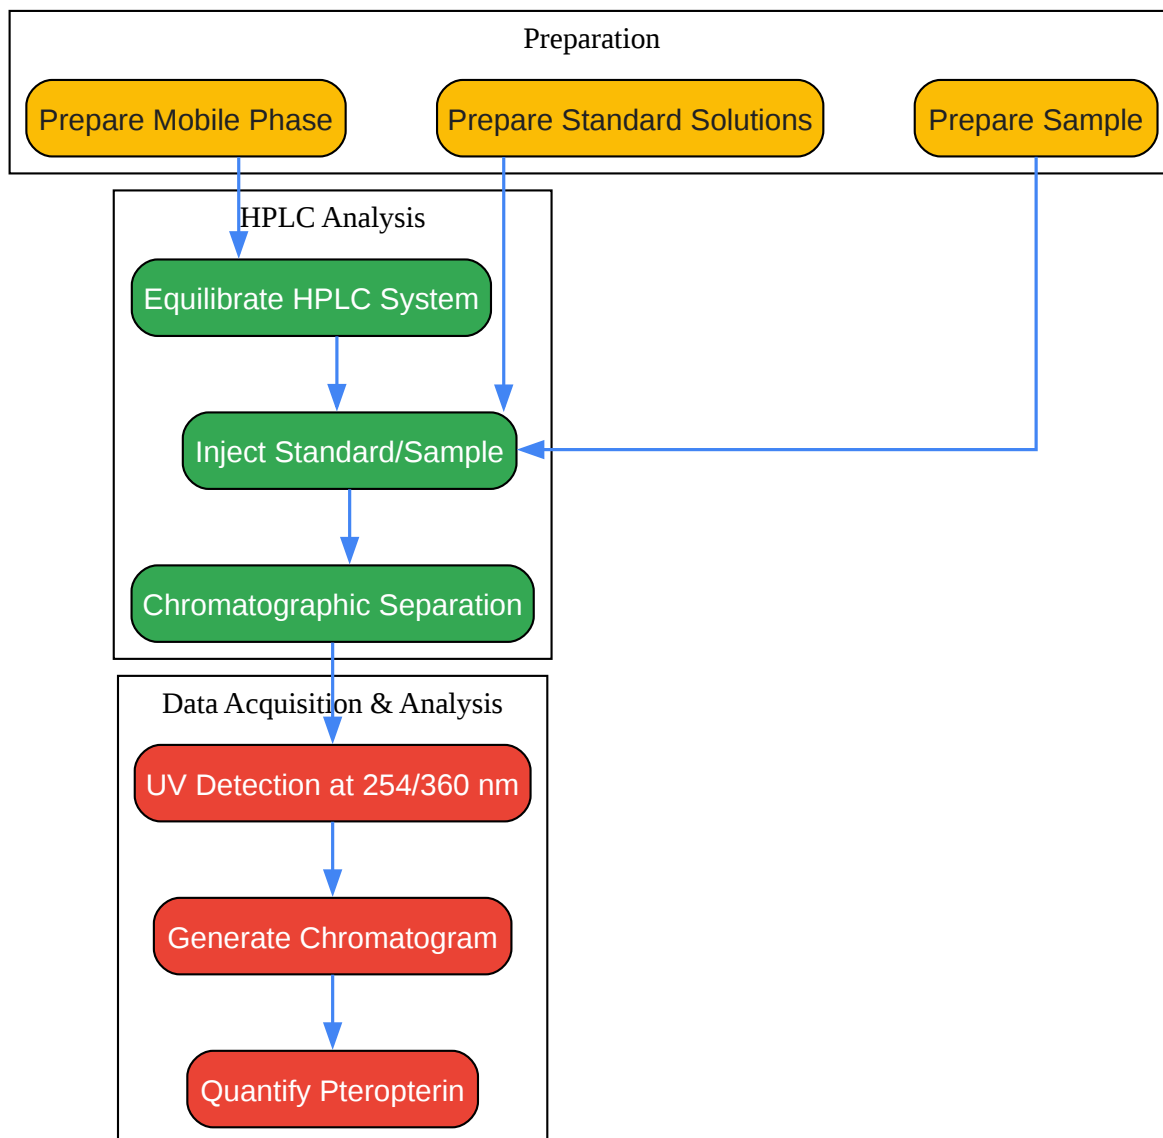 Preparation
Prepare Mobile Phase
Prepare Standard Solutions
Prepare Sample
HPLC Analysis
Equilibrate HPLC System
Inject Standard/Sample
Chromatographic Separation
Data Acquisition & Analysis
UV Detection at 254/360 nm
Generate Chromatogram
Quantify Pteropterin